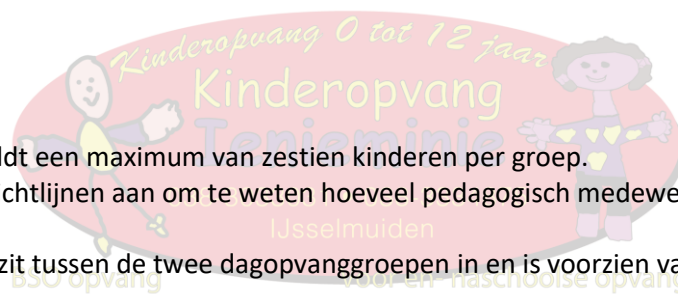 Kinderopvang 0 tot 12 jaar
Kinderopvang
Tenieminie
ldt een maximum van zestien kinderen per groep.
chtlijnen aan om te weten hoeveel pedagogisch medewe
IJsselmuiden
zit tussen de twee dagopvanggroepen in en is voorzien va
BSO opvang voor en- naschoolse opvang